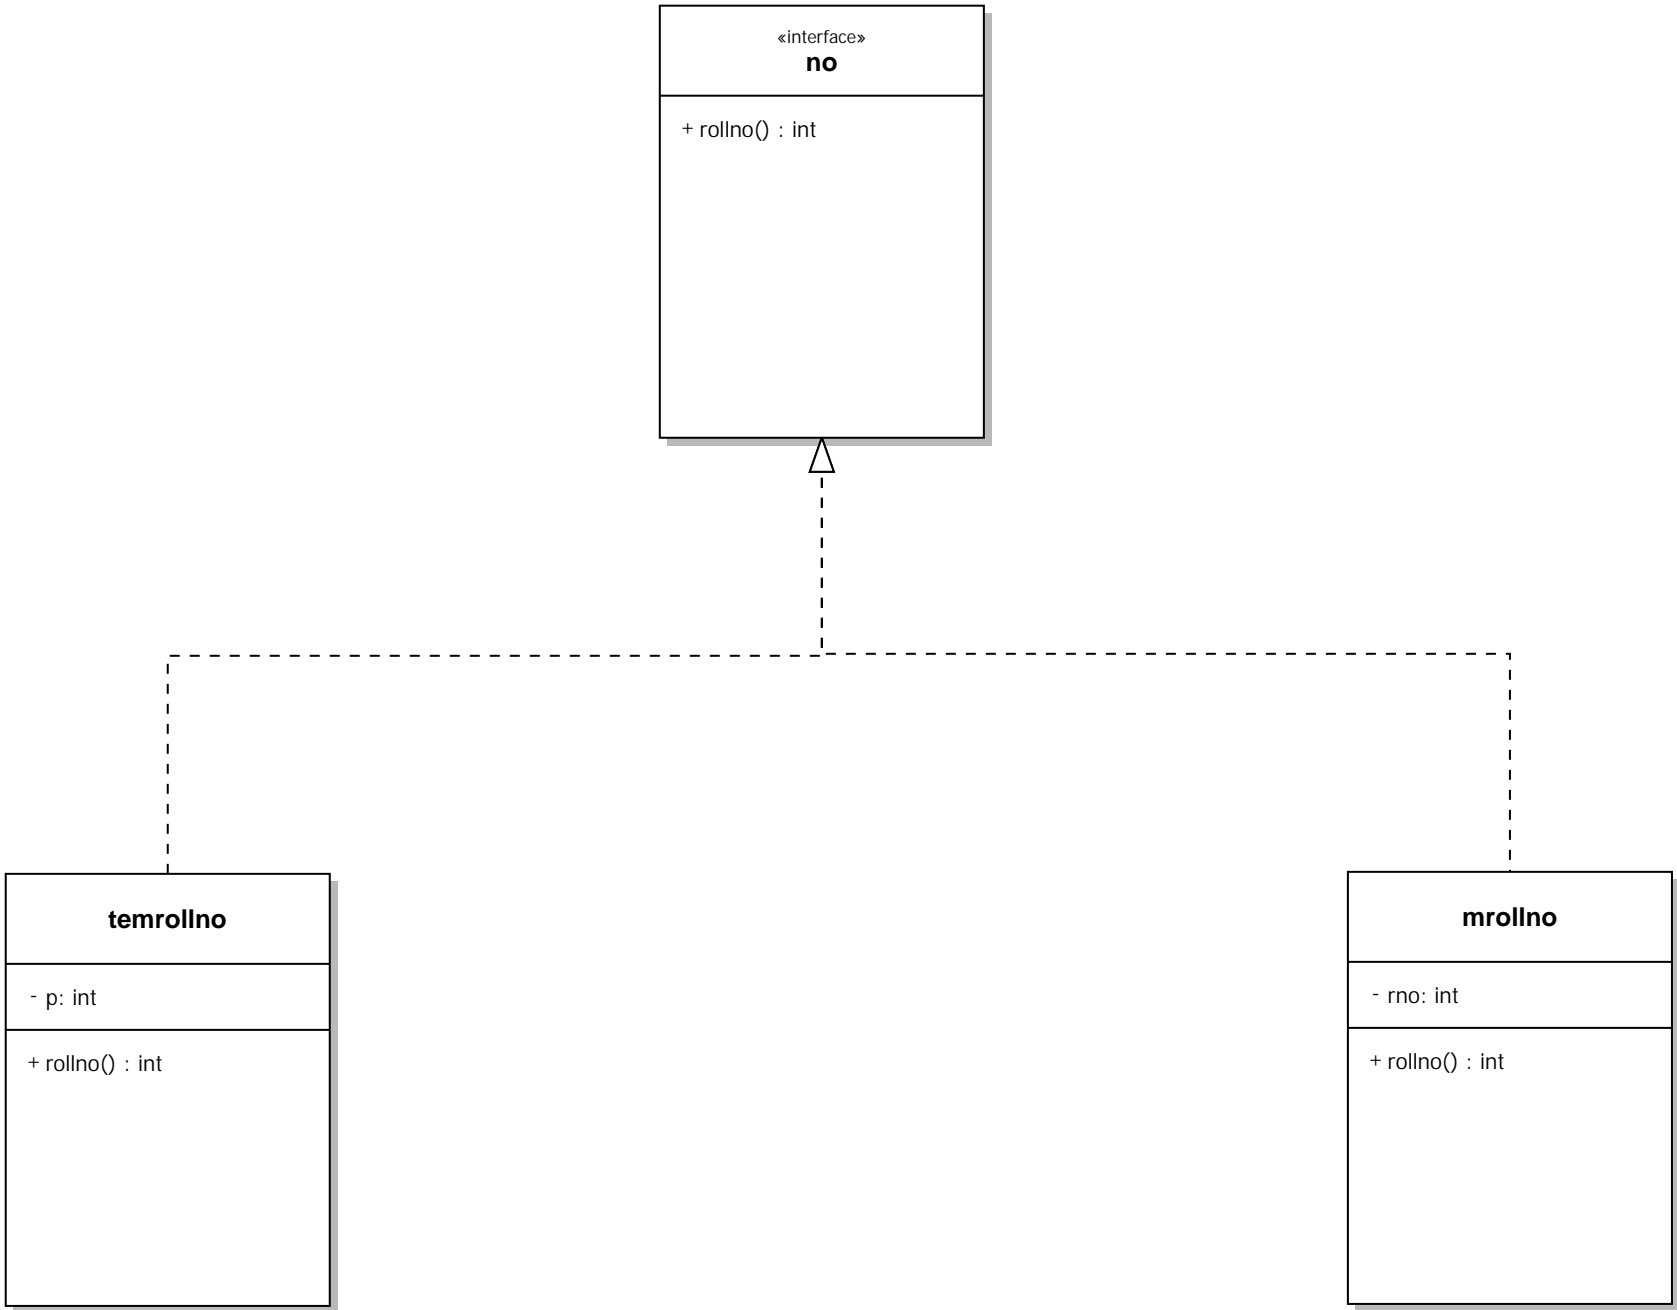 «interface»
no
+ rollno() : int
temrollno
- p: int
+ rollno() : int
mrollno
- rno: int
+ rollno() : int